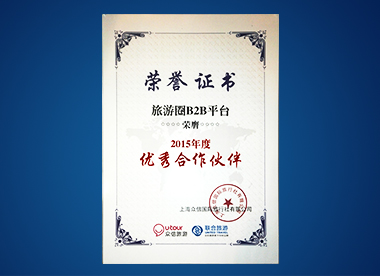 荣誉证书
旅游圈B2B平台
荣膺
2015年度
优秀合作伙伴
上海众信国际旅行社有限公司
utour 众信旅游
联合旅游